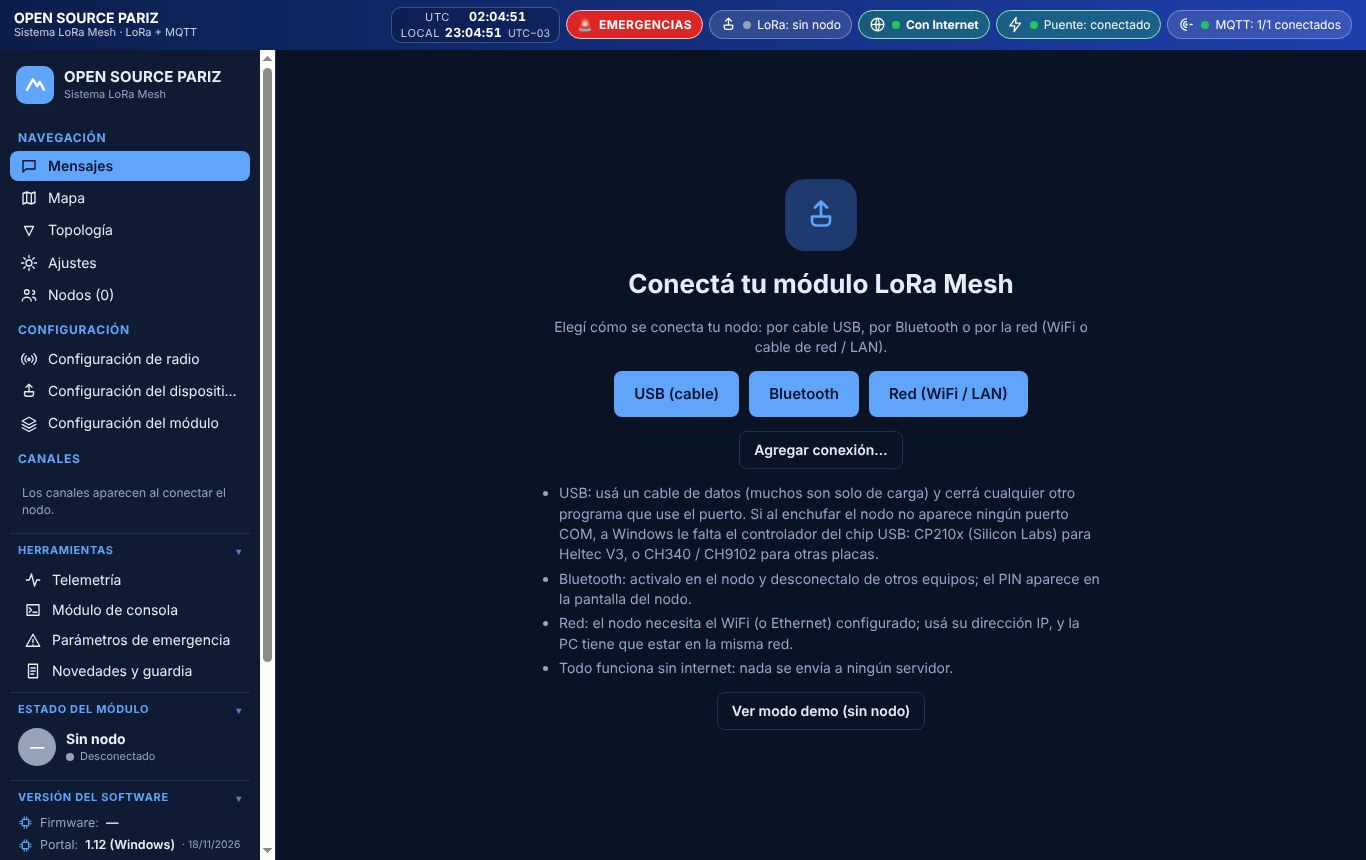 OPEN SOURCE PARIZ
Sistema LoRa Mesh · LoRa + MQTT
UTC 02:04:51
LOCAL 23:04:51 UTC−03
EMERGENCIAS
LoRa: sin nodo
Con Internet
Puente: conectado
MQTT: 1/1 conectados
OPEN SOURCE PARIZ
Sistema LoRa Mesh
NAVEGACIÓN
Mensajes
Mapa
Topología
Ajustes
Nodos (0)
CONFIGURACIÓN
Configuración de radio
Configuración del dispositi...
Configuración del módulo
CANALES
Los canales aparecen al conectar el
nodo.
HERRAMIENTAS
Telemetría
Módulo de consola
Parámetros de emergencia
Novedades y guardia
ESTADO DEL MÓDULO
Sin nodo
Desconectado
VERSIÓN DEL SOFTWARE
Firmware: —
Portal: 1.12 (Windows) · 18/11/2026
Conectá tu módulo LoRa Mesh
Elegí cómo se conecta tu nodo: por cable USB, por Bluetooth o por la red (WiFi o
cable de red / LAN).
USB (cable)
Bluetooth
Red (WiFi / LAN)
Agregar conexión...
• USB: usá un cable de datos (muchos son solo de carga) y cerrá cualquier otro
programa que use el puerto. Si al enchufar el nodo no aparece ningún puerto
COM, a Windows le falta el controlador del chip USB: CP210x (Silicon Labs) para
Heltec V3, o CH340 / CH9102 para otras placas.
• Bluetooth: activalo en el nodo y desconectalo de otros equipos; el PIN aparece en
la pantalla del nodo.
• Red: el nodo necesita el WiFi (o Ethernet) configurado; usá su dirección IP, y la
PC tiene que estar en la misma red.
• Todo funciona sin internet: nada se envía a ningún servidor.
Ver modo demo (sin nodo)